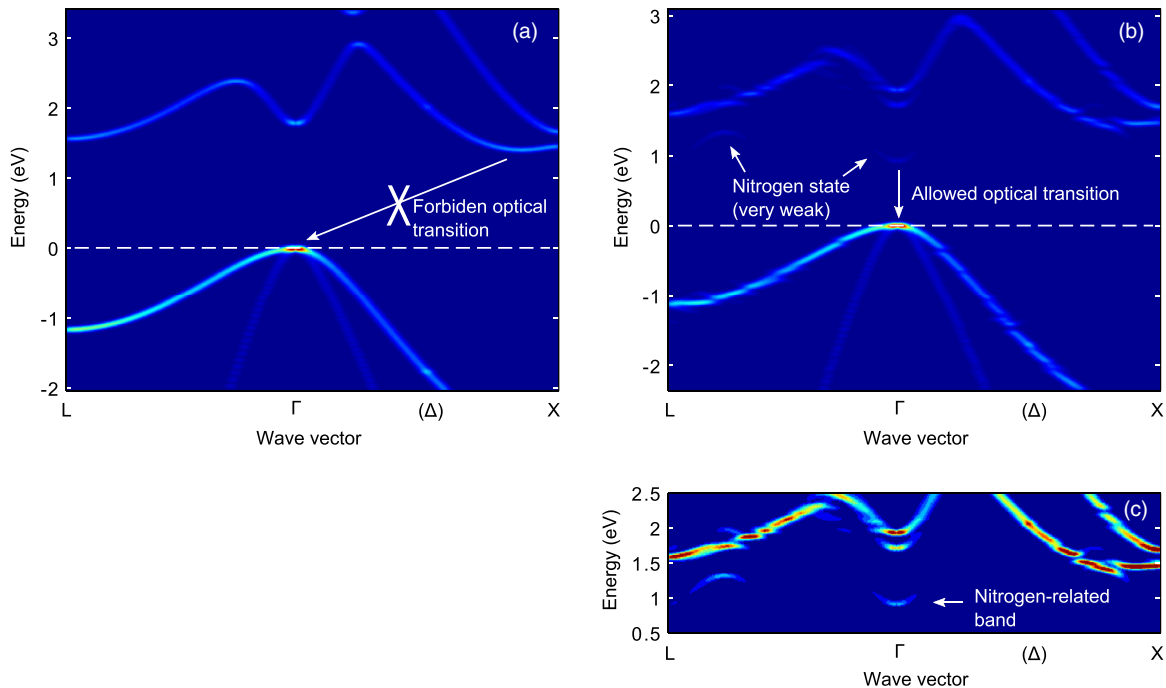 (a)
3
2
1
0
-1
-2
Energy (eV)
X
Forbiden optical
transition
L
Γ
(Δ)
X
Wave vector
(b)
3
2
1
0
-1
-2
Energy (eV)
Nitrogen state
(very weak)
Allowed optical transition
L
Γ
(Δ)
X
Wave vector
(c)
2.5
2
1.5
1
0.5
Energy (eV)
Nitrogen-related
band
L
Γ
(Δ)
X
Wave vector